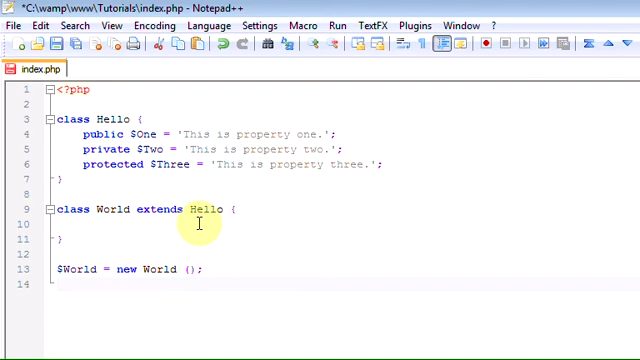 *C:\wamp\www\Tutorials\index.php - Notepad++
File Edit Search View Encoding Language Settings Macro Run TextFX Plugins Window ?
index.php
1 <?php
2
3 class Hello {
4 public $One = 'This is property one.';
5 private $Two = 'This is property two.';
6 protected $Three = 'This is property three.';
7 }
8
9 class World extends Hello {
10
11 }
12
13 $World = new World ();
14